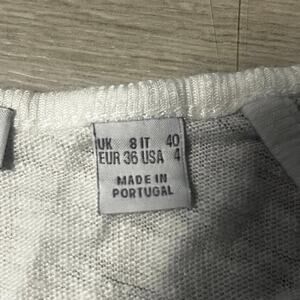 UK 8 IT 40
EUR 36 USA 4
MADE IN
PORTUGAL